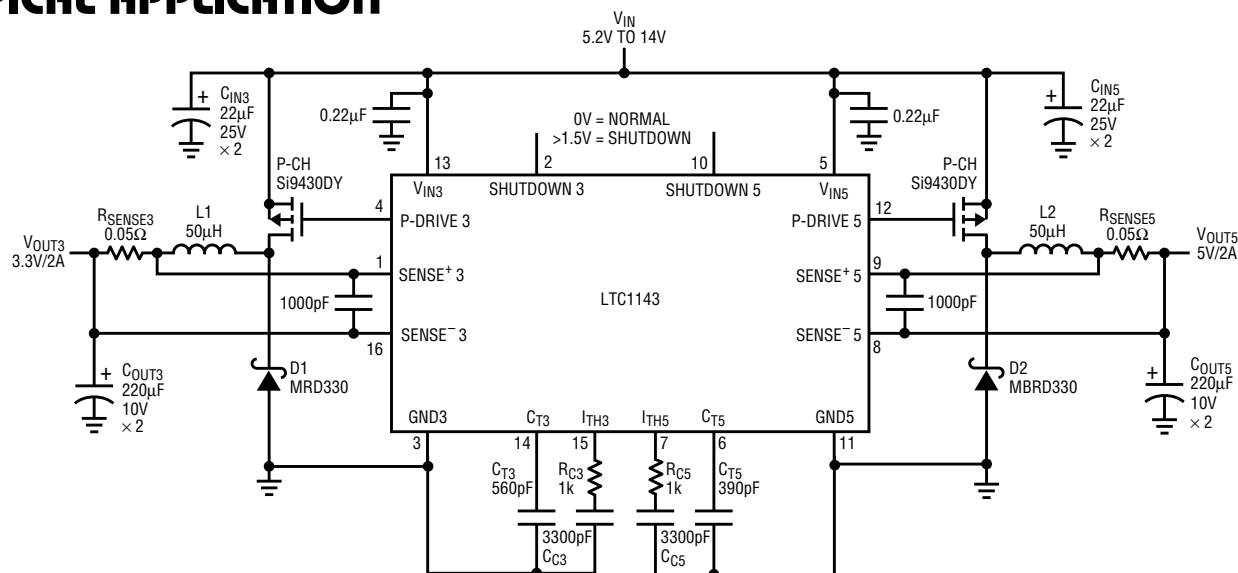 PICAL APPLICATION
VIN
5.2V TO 14V
CIN3
22µF
25V
× 2
+
0.22µF
0V = NORMAL
>1.5V = SHUTDOWN
0.22µF
+
CIN5
22µF
25V
× 2
P-CH
Si9430DY
13
2
10
5
P-CH
Si9430DY
VIN3
SHUTDOWN 3
SHUTDOWN 5
VIN5
4
P-DRIVE 3
P-DRIVE 5
12
VOUT3
3.3V/2A
RSENSE3
0.05Ω
L1
50µH
L2
50µH
RSENSE5
0.05Ω
VOUT5
5V/2A
1
SENSE+ 3
SENSE+ 5
9
1000pF
LTC1143
1000pF
16
SENSE– 3
SENSE– 5
8
+
COUT3
220µF
10V
× 2
D1
MRD330
D2
MBRD330
+
COUT5
220µF
10V
× 2
GND3
CT3
ITH3
ITH5
CT5
GND5
3
14
15
7
6
11
CT3
560pF
RC3
1k
RC5
1k
CT5
390pF
3300pF
CC3
3300pF
CC5